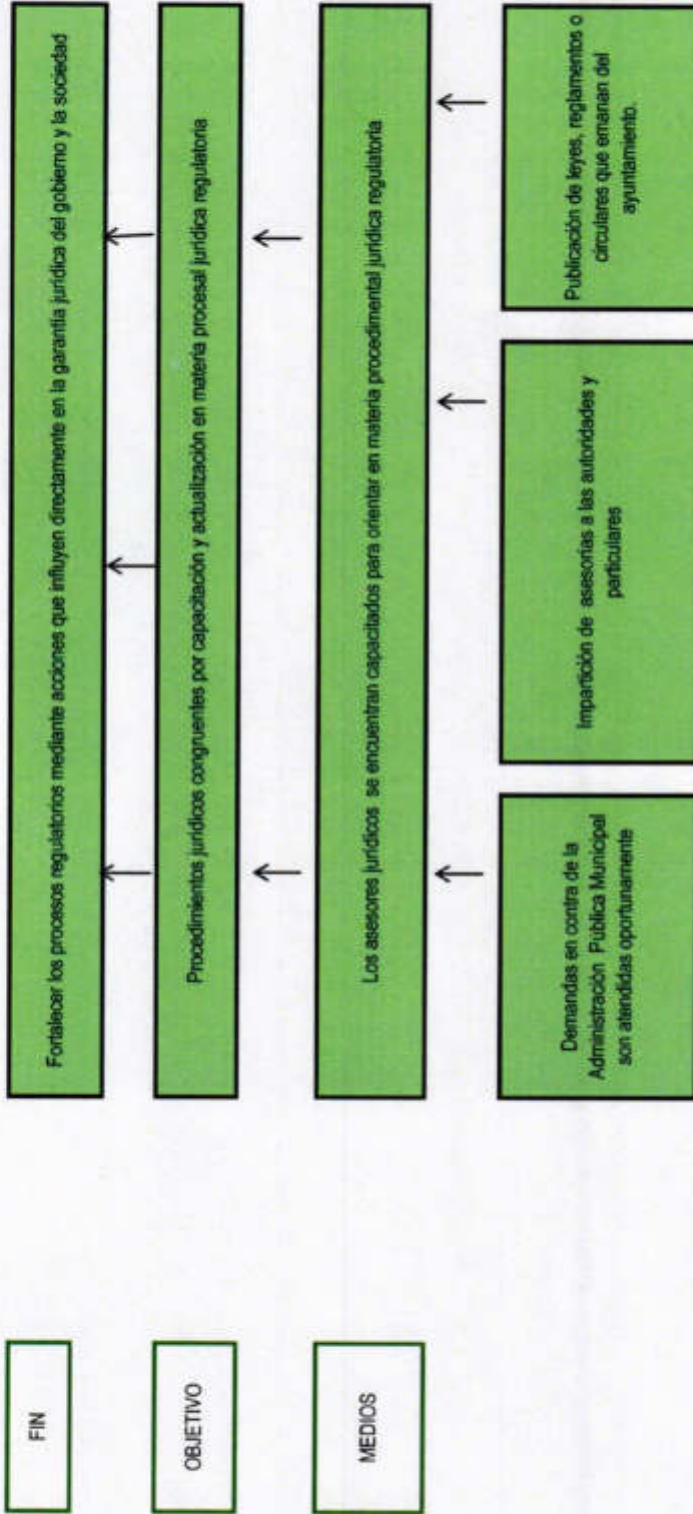 FIN
Fortalecer los procesos regulatorios mediante acciones que influyen directamente en la garantía jurídica del gobierno y la sociedad
OBJETIVO
Procedimientos jurídicos congruentes por capacitación y actualización en materia procesal jurídica regulatoria
MEDIOS
Los asesores jurídicos se encuentran capacitados para orientar en materia procedimental jurídica regulatoria
Demandas en contra de la
Administración Pública Municipal
son atendidas oportunamente
Impartición de asesorías a las autoridades y
particulares
Publicación de leyes, reglamentos o
circulares que emanan del
ayuntamiento.